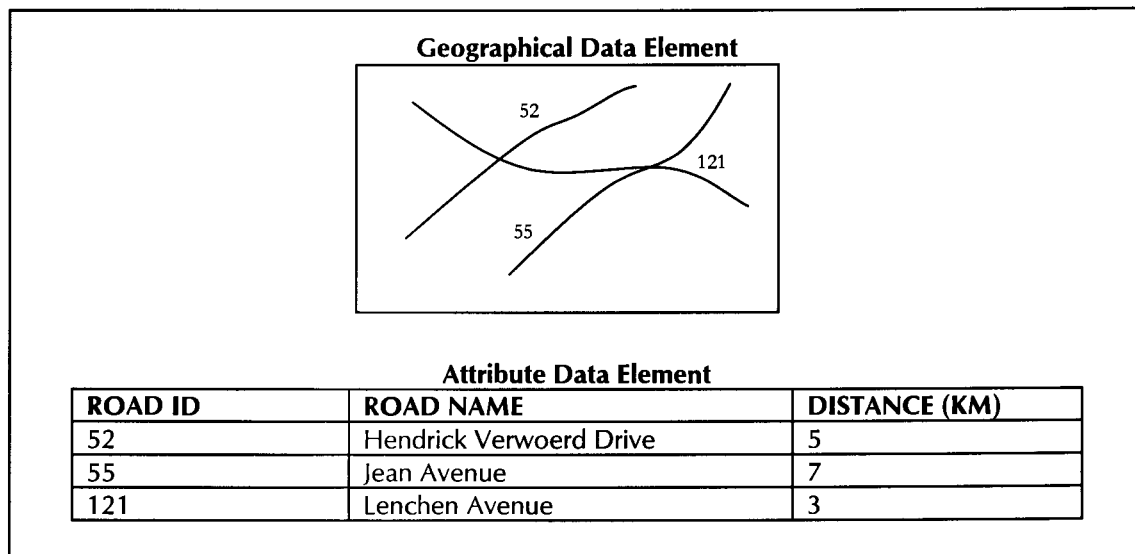 Geographical Data Element
52
121
55
Attribute Data Element
ROAD ID ROAD NAME DISTANCE (KM)
52 Hendrick Verwoerd Drive 5
55 Jean Avenue 7
121 Lenchen Avenue 3